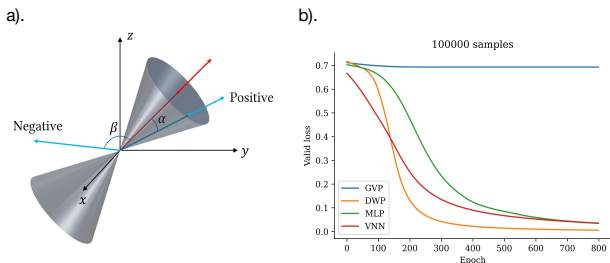 a).
z
Positive
α
β
Negative
y
x
b).
100000 samples
Valid loss
0.7
0.6
0.5
0.4
0.3
0.2
0.1
0.0
GVP
DWP
MLP
VNN
0 100 200 300 400 500 600 700 800
Epoch